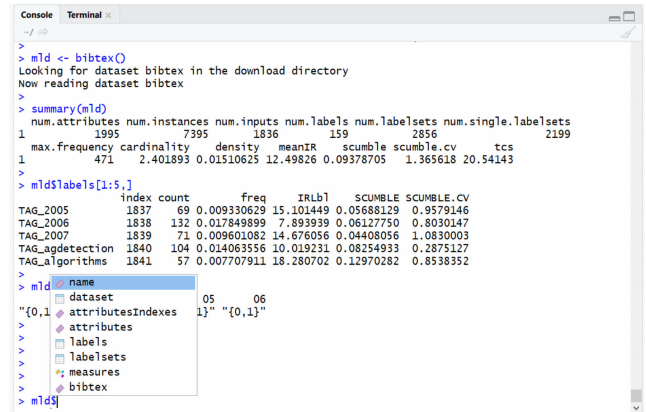 Console Terminal ×
~/
>
> mld <- bibtex()
Looking for dataset bibtex in the download directory
Now reading dataset bibtex
>
> summary(mld)
num.attributes num.instances num.inputs num.labels num.labelsets num.single.labelsets
1 1995 7395 1836 159 2856 2199
max.frequency cardinality density meanIR scumble scumble.cv tcs
1 471 2.401893 0.01510625 12.49826 0.09378705 1.365618 20.54143
>
> mld$labels[1:5,]
index count freq IRLbl SCUMBLE SCUMBLE.CV
TAG_2005 1837 69 0.009330629 15.101449 0.05688129 0.9579146
TAG_2006 1838 132 0.017849899 7.893939 0.06127750 0.8030147
TAG_2007 1839 71 0.009601082 14.676056 0.04408056 1.0830003
TAG_agdetection 1840 104 0.014063556 10.019231 0.08254933 0.2875127
TAG_algorithms 1841 57 0.007707911 18.280702 0.12970282 0.8538352
>
> mld
name
dataset
attributesIndexes
attributes
labels
labelsets
measures
bibtex
05 06
"{0,1 1}" "{0,1}"
>
>
>
>
>
> mld$